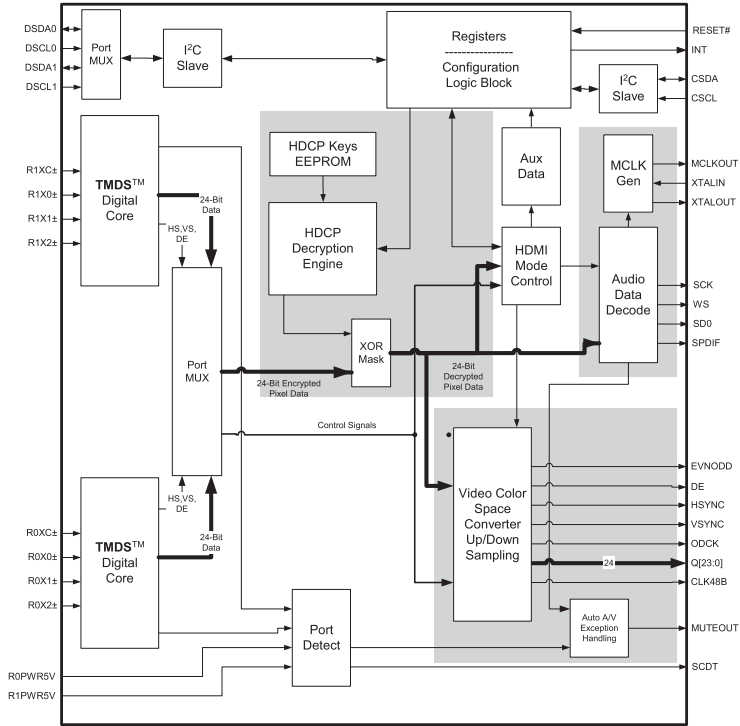 DSDA0
DSCL0
DSDA1
DSCL1
Port
MUX
I2C
Slave
Registers
----------------
Configuration
Logic Block
RESET#
INT
I2C
Slave
CSDA
CSCL
R1XC±
R1X0±
R1X1±
R1X2±
TMDS™
Digital
Core
24-Bit
Data
HS,VS,
DE
HDCP Keys
EEPROM
HDCP
Decryption
Engine
Aux
Data
HDMI
Mode
Control
MCLK
Gen
MCLKOUT
XTALIN
XTALOUT
Audio
Data
Decode
SCK
WS
SD0
SPDIF
Port
MUX
XOR
Mask
24-Bit Encrypted
Pixel Data
24-Bit
Decrypted
Pixel Data
Control Signals
R0XC±
R0X0±
R0X1±
R0X2±
TMDS™
Digital
Core
HS,VS,
DE
24-Bit
Data
Video Color
Space
Converter
Up/Down
Sampling
EVNODD
DE
HSYNC
VSYNC
ODCK
24
Q[23:0]
CLK48B
Port
Detect
Auto A/V
Exception
Handling
MUTEOUT
SCDT
R0PWR5V
R1PWR5V